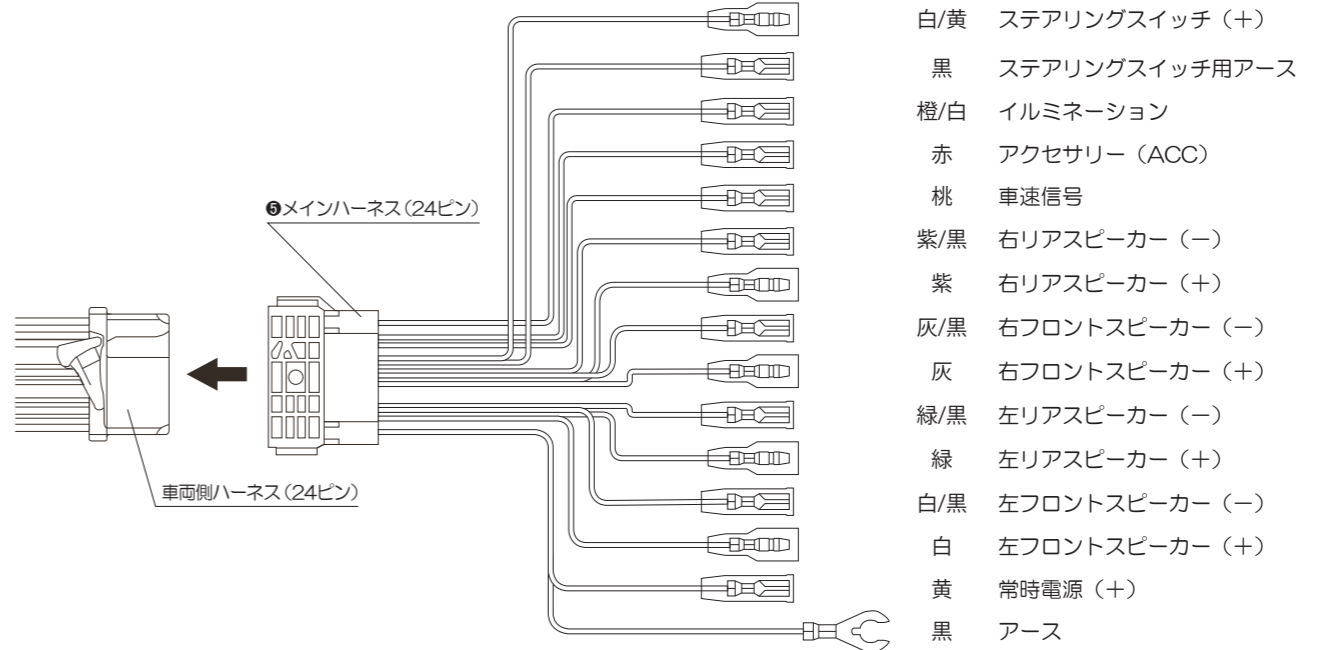 白/黄 ステアリングスイッチ（＋）
黒 ステアリングスイッチ用アース
橙/白 イルミネーション
赤 アクセサリー（ACC）
桃 車速信号
❺メインハーネス（24ピン）
紫/黒 右リアスピーカー（－）
紫 右リアスピーカー（＋）
灰/黒 右フロントスピーカー（－）
灰 右フロントスピーカー（＋）
緑/黒 左リアスピーカー（－）
緑 左リアスピーカー（＋）
車両側ハーネス（24ピン）
白/黒 左フロントスピーカー（－）
白 左フロントスピーカー（＋）
黄 常時電源（＋）
黒 アース